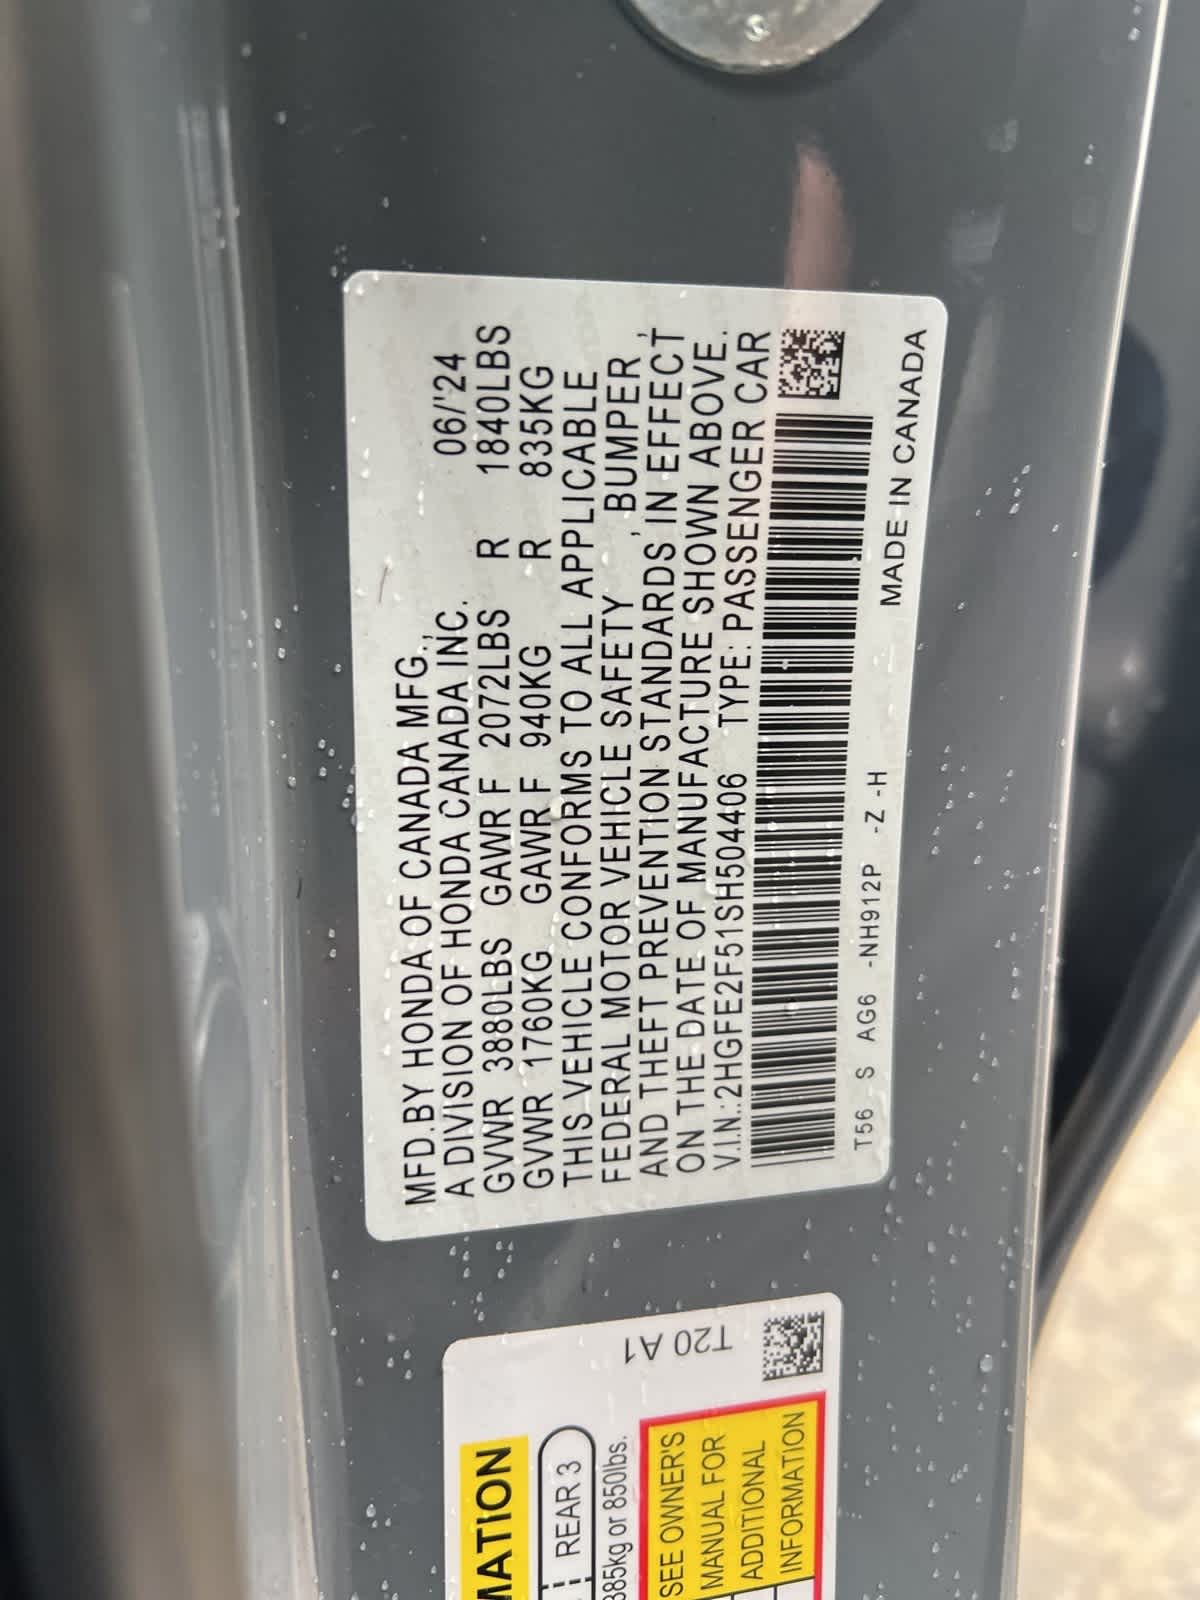 MFD.BY HONDA OF CANADA MFG.,
A DIVISION OF HONDA CANADA INC. 06/'24
GVWR 3880LBS GAWR F 2072LBS R 1840LBS
GVWR 1760KG GAWR F 940KG R 835KG
THIS VEHICLE CONFORMS TO ALL APPLICABLE
FEDERAL MOTOR VEHICLE SAFETY, BUMPER,
AND THEFT PREVENTION STANDARDS IN EFFECT
ON THE DATE OF MANUFACTURE SHOWN ABOVE.
V.I.N.:2HGFE2F51SH504406 TYPE: PASSENGER CAR
T56 S AG6 -NH912P -Z -H MADE IN CANADA
T20 A1
MATION
REAR 3
385kg or 850lbs.
SEE OWNER'S
MANUAL FOR
ADDITIONAL
INFORMATION